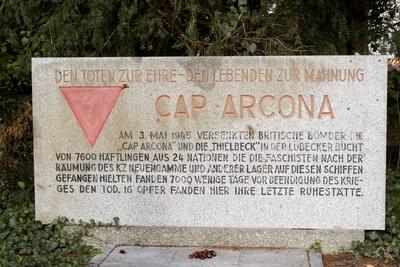 DEN TOTEN ZUR EHRE-DEN LEBENDEN ZUR MAHNUNG
CAP ARCONA
AM 3. MAI 1945 VERSENKTEN BRITISCHE BOMBER DIE
„CAP ARCONA" UND DIE „THIELBECK" IN DER LÜBECKER BUCHT
VON 7600 HÄFTLINGEN AUS 24 NATIONEN DIE DIE FASCHISTEN NACH DER
RÄUMUNG DES KZ NEUENGAMME UND ANDERER LAGER AUF DIESEN SCHIFFEN
GEFANGEN HIELTEN FANDEN 7000 WENIGE TAGE VOR BEENDIGUNG DES KRIE-
GES DEN TOD. 16 OPFER FANDEN HIER IHRE LETZTE RUHESTÄTTE.